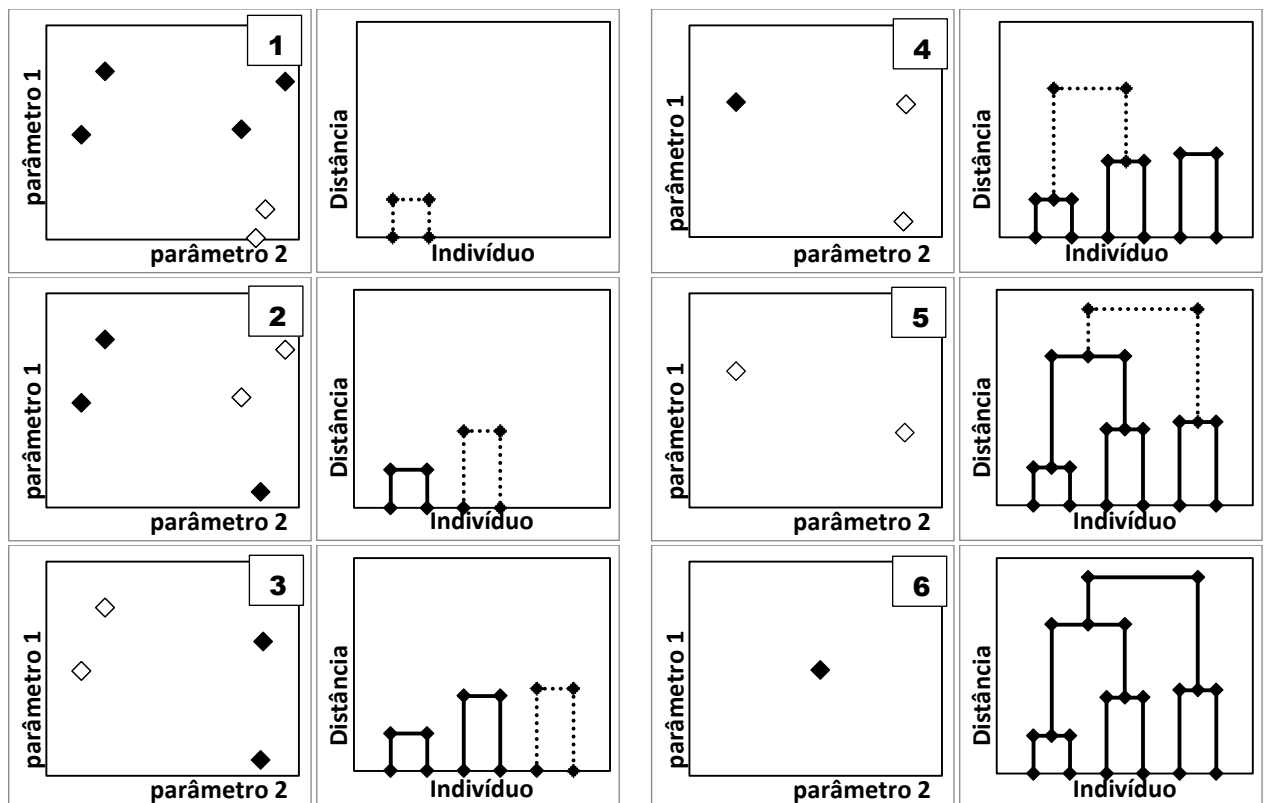 1
parâmetro 1
parâmetro 2
Distância
Indivíduo
4
parâmetro 1
parâmetro 2
Distância
Indivíduo
2
parâmetro 1
parâmetro 2
Distância
Indivíduo
5
parâmetro 1
parâmetro 2
Distância
Indivíduo
3
parâmetro 1
parâmetro 2
Distância
Indivíduo
6
parâmetro 1
parâmetro 2
Distância
Indivíduo